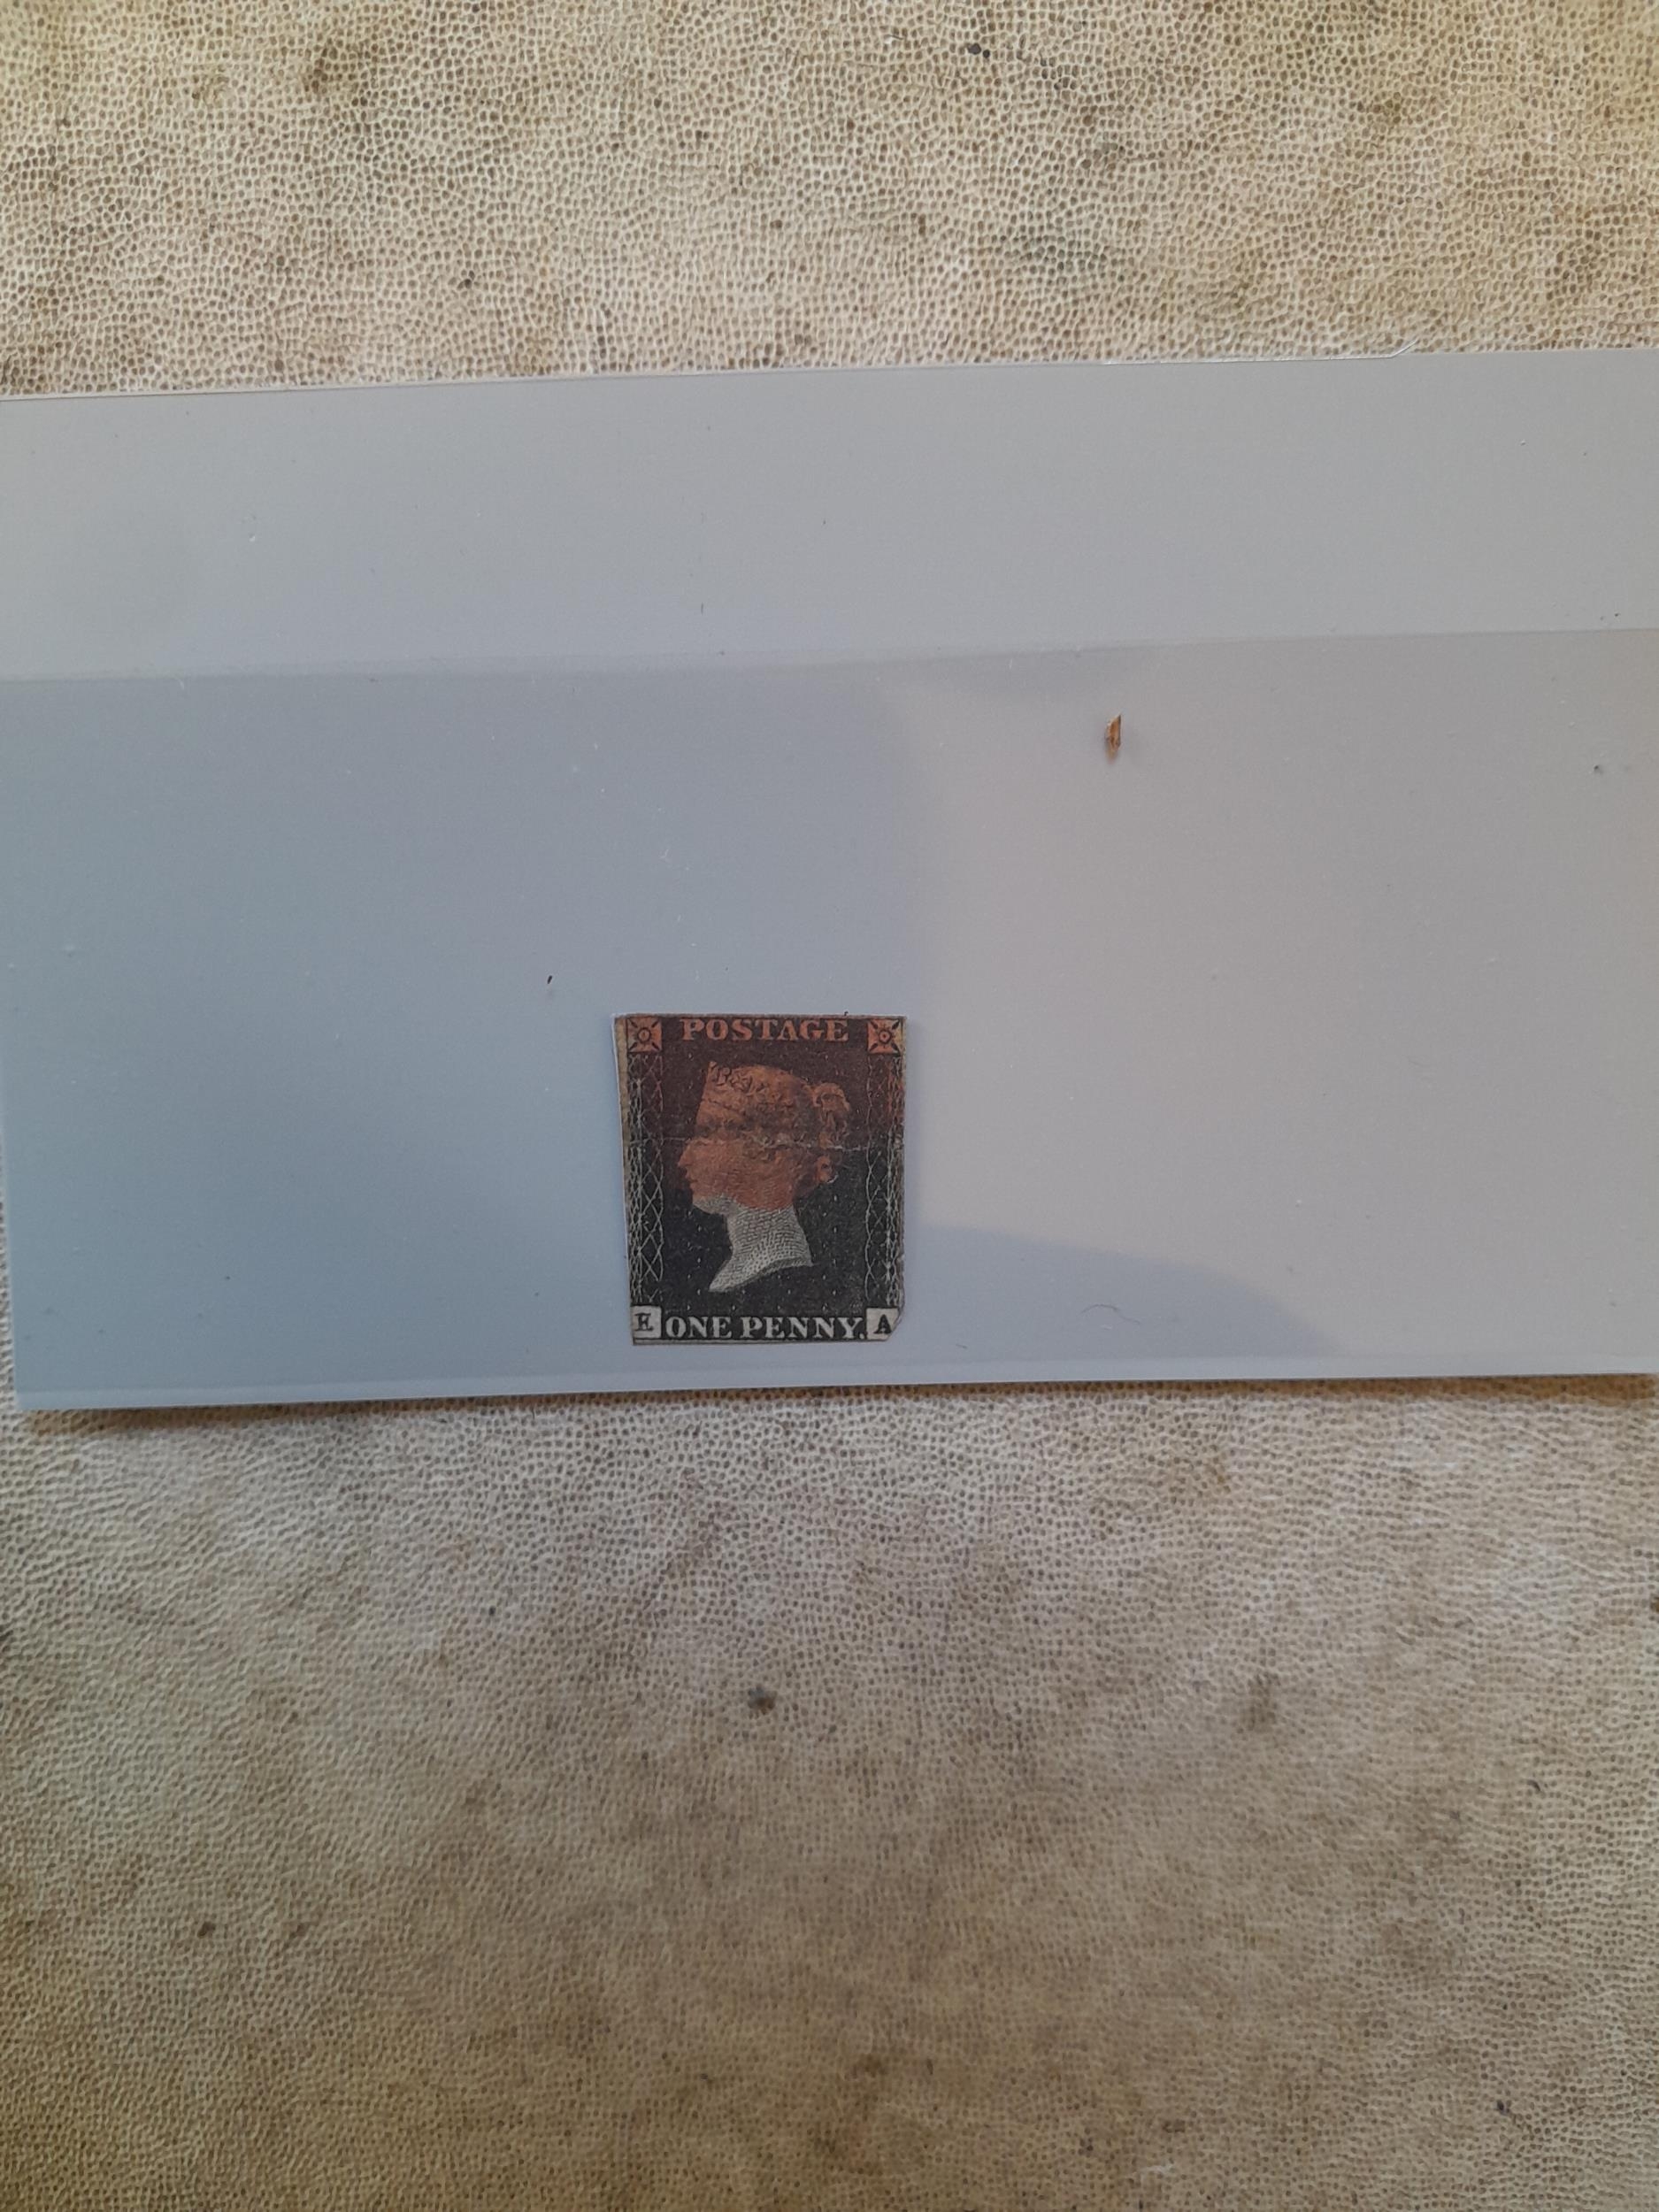 POSTAGE
E ONE PENNY. A